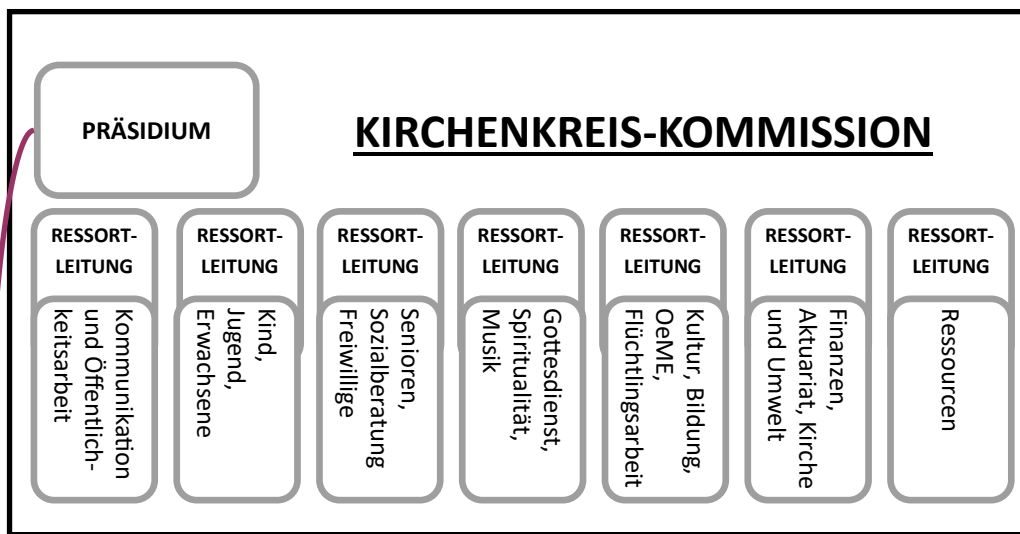 PRÄSIDIUM
KIRCHENKREIS-KOMMISSION
RESSORT-
LEITUNG
Kommunikation
und Öffentlich-
keitsarbeit
RESSORT-
LEITUNG
Kind,
Jugend,
Erwachsene
RESSORT-
LEITUNG
Senioren,
Sozialberatung
Freiwillige
RESSORT-
LEITUNG
Gottesdienst,
Spiritualität,
Musik
RESSORT-
LEITUNG
Kultur, Bildung,
OeME,
Flüchtlingsarbeit
RESSORT-
LEITUNG
Finanzen,
Aktuariat, Kirche
und Umwelt
RESSORT-
LEITUNG
Ressourcen